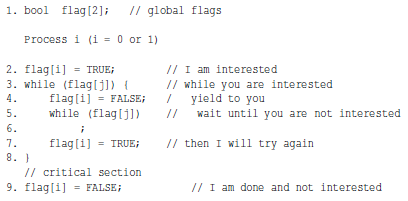 1. bool  flag[2];   // global flags
   Process i (i = 0 or 1)
2. flag[i] = TRUE;        // I am interested
3. while (flag[j]) {      // while you are interested
4.     flag[i] = FALSE;   /  yield to you
5.     while (flag[j])    //   wait until you are not interested
6.         ;
7.     flag[i] = TRUE;    // then I will try again
8. }
   // critical section
9. flag[i] = FALSE;           // I am done and not interested